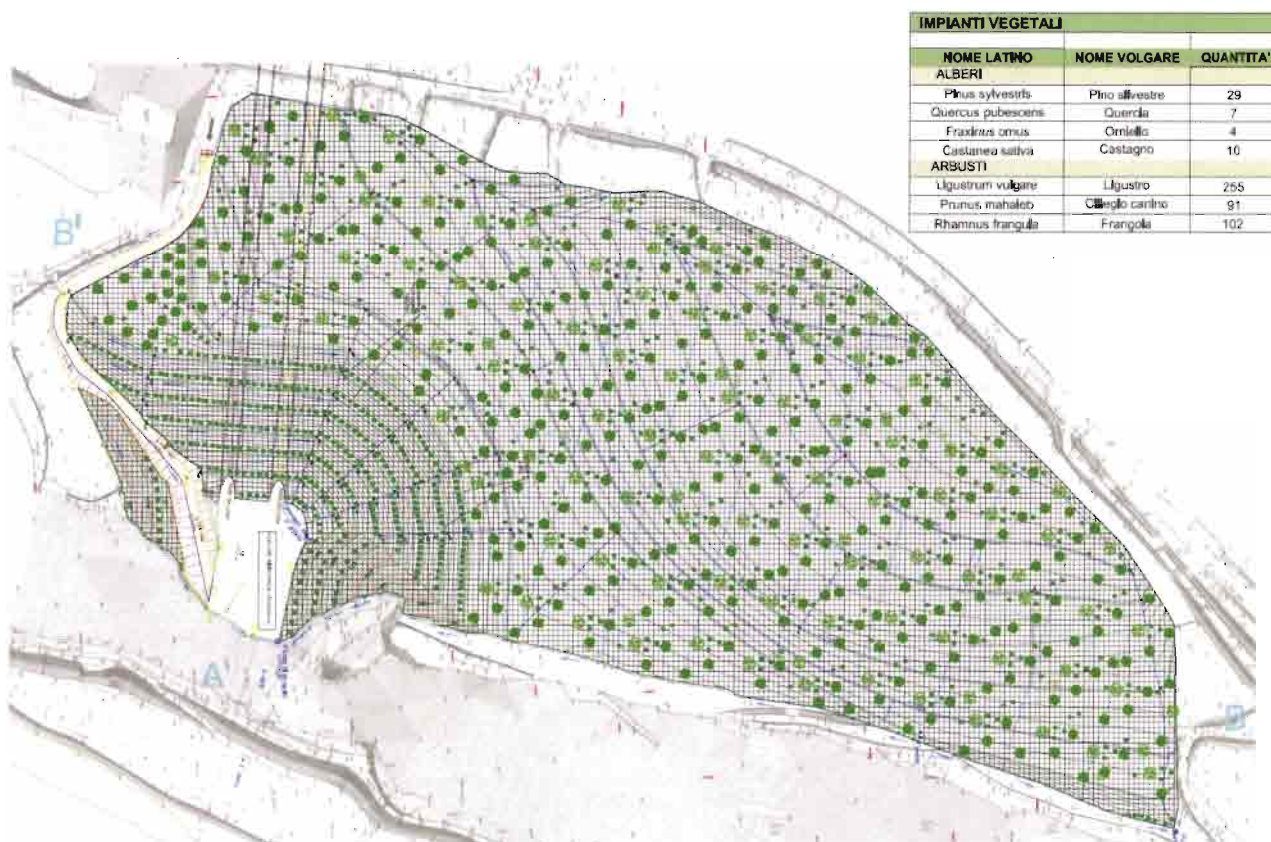 IMPIANTI VEGETALI
NOME LATINO NOME VOLGARE QUANTITA'
ALBERI
Pinus sylvestris Pino silvestre 29
Quercus pubescens Quercia 7
Fraxinus ornus Orniello 4
Castanea sativa Castagno 10
ARBUSTI
Ligustrum vulgare Ligustro 255
Prunus mahaleb Ciliegio canino 91
Rhamnus frangula Frangola 102
B'
A'
B